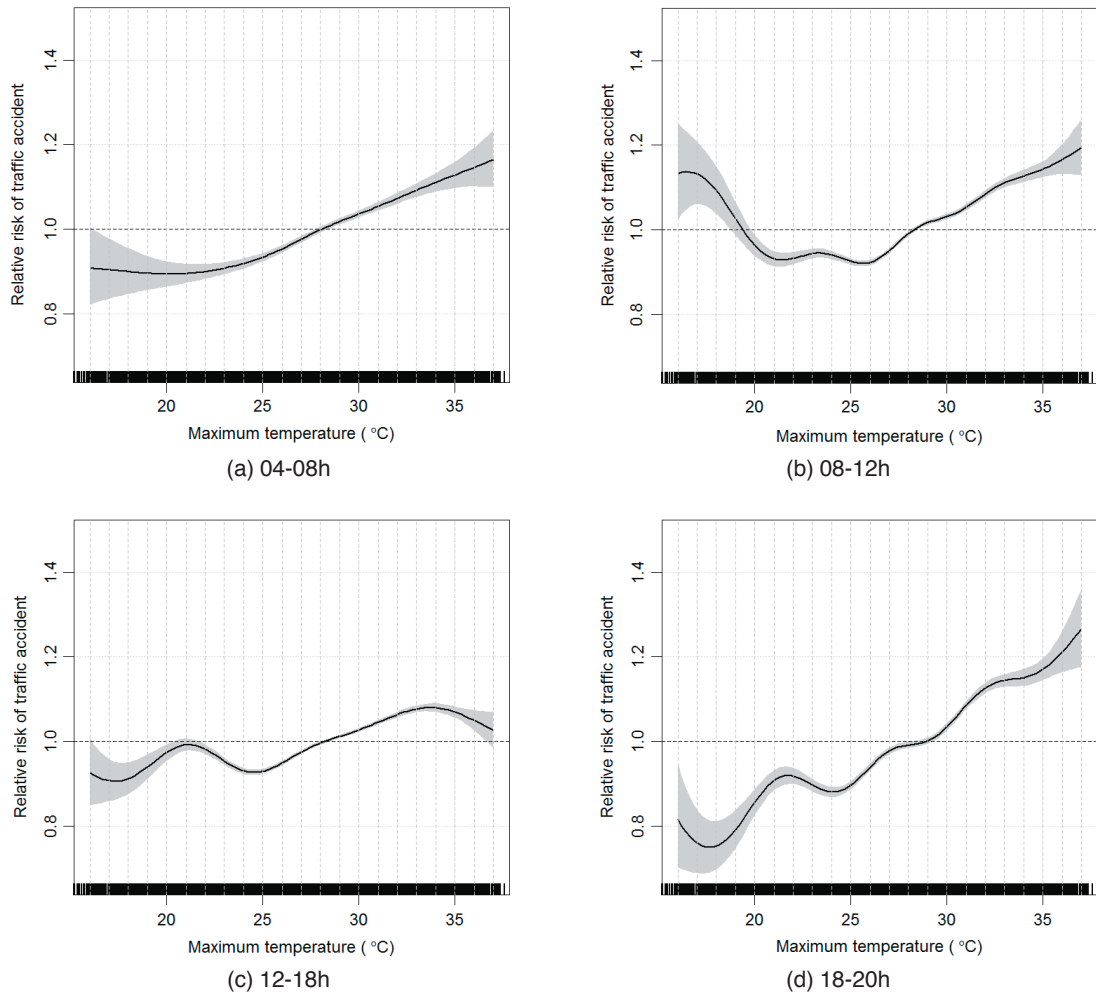 1.4
1.2
1.0
0.8
Relative risk of traffic accident
20 25 30 35
Maximum temperature ( °C)
(a) 04-08h
1.4
1.2
1.0
0.8
Relative risk of traffic accident
20 25 30 35
Maximum temperature ( °C)
(b) 08-12h
1.4
1.2
1.0
0.8
Relative risk of traffic accident
20 25 30 35
Maximum temperature ( °C)
(c) 12-18h
1.4
1.2
1.0
0.8
Relative risk of traffic accident
20 25 30 35
Maximum temperature ( °C)
(d) 18-20h